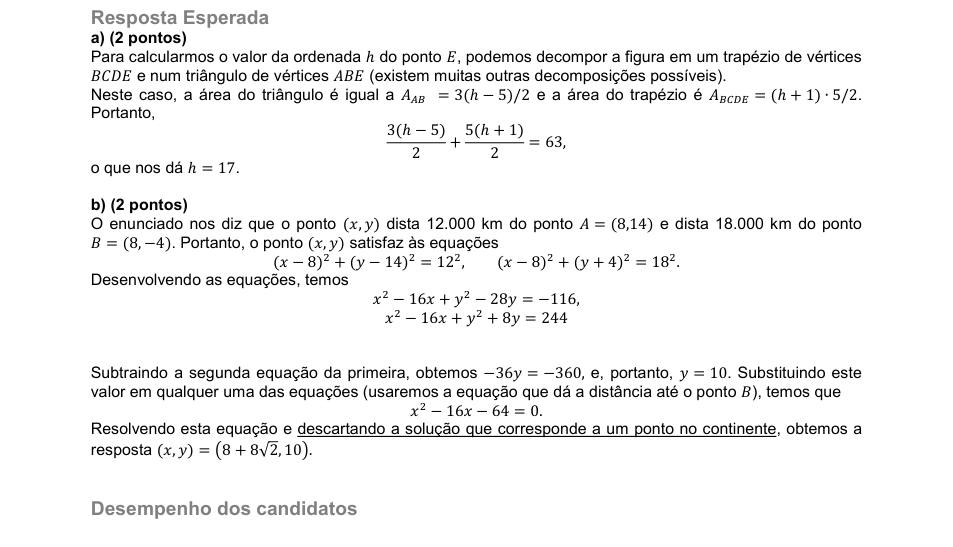 Resposta Esperada
a) (2 pontos)
Para calcularmos o valor da ordenada h do ponto E, podemos decompor a figura em um trapézio de vértices
BCDE e num triângulo de vértices ABE (existem muitas outras decomposições possíveis).
Neste caso, a área do triângulo é igual a A_AB = 3(h − 5)/2 e a área do trapézio é A_BCDE = (h + 1) · 5/2.
Portanto,
3(h − 5)/2 + 5(h + 1)/2 = 63,
o que nos dá h = 17.
b) (2 pontos)
O enunciado nos diz que o ponto (x, y) dista 12.000 km do ponto A = (8,14) e dista 18.000 km do ponto
B = (8, −4). Portanto, o ponto (x, y) satisfaz às equações
(x − 8)² + (y − 14)² = 12², (x − 8)² + (y + 4)² = 18².
Desenvolvendo as equações, temos
x² − 16x + y² − 28y = −116,
x² − 16x + y² + 8y = 244
Subtraindo a segunda equação da primeira, obtemos −36y = −360, e, portanto, y = 10. Substituindo este
valor em qualquer uma das equações (usaremos a equação que dá a distância até o ponto B), temos que
x² − 16x − 64 = 0.
Resolvendo esta equação e descartando a solução que corresponde a um ponto no continente, obtemos a
resposta (x, y) = (8 + 8√2, 10).
Desempenho dos candidatos